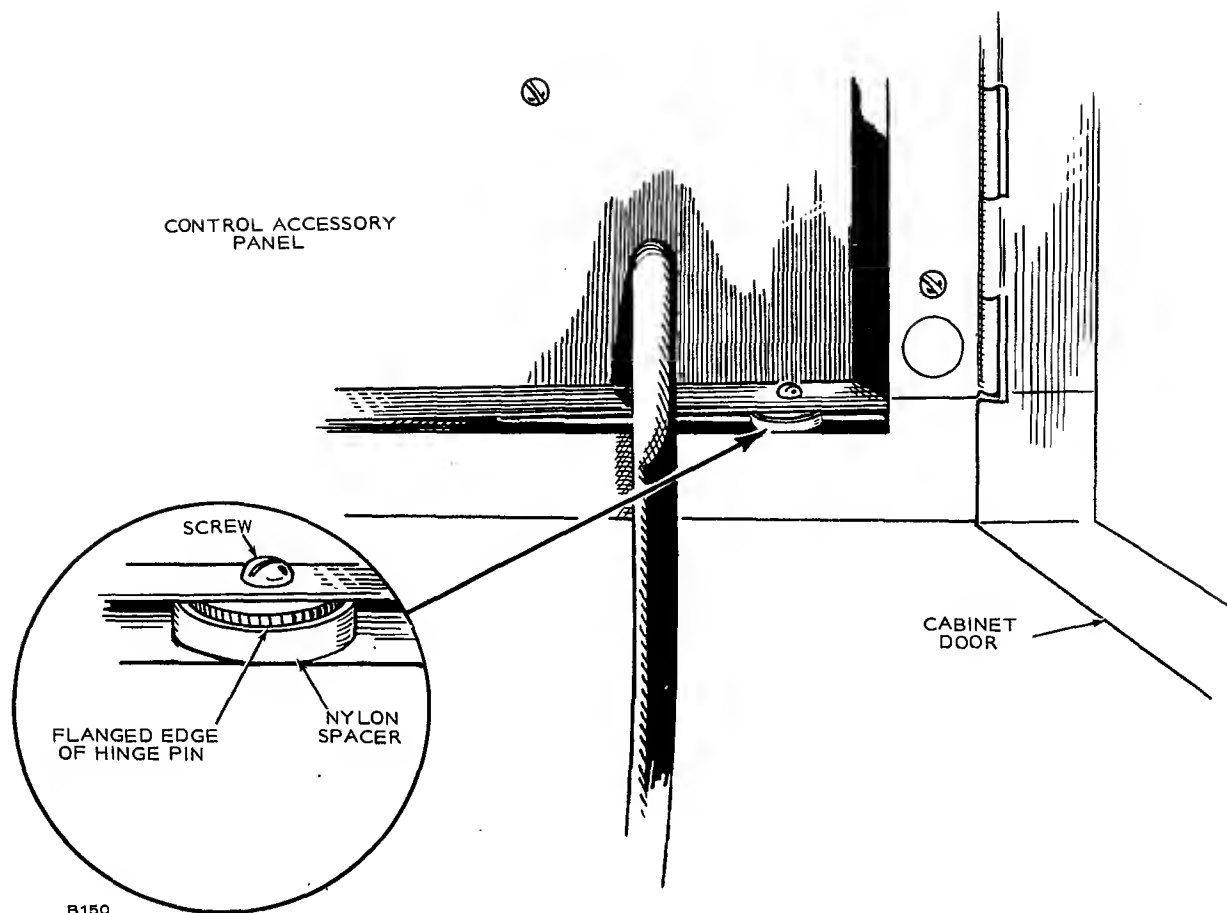 CONTROL ACCESSORY
PANEL
SCREW
FLANGED EDGE
OF HINGE PIN
NYLON
SPACER
CABINET
DOOR
B150